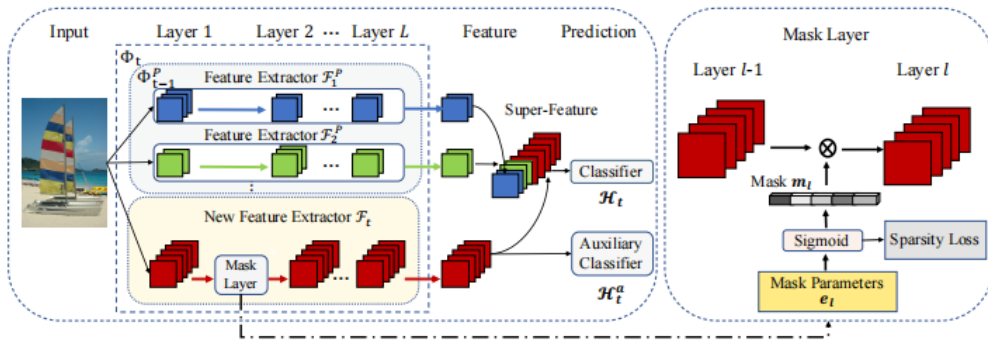 Input Layer 1 Layer 2 ... Layer L Feature Prediction
Φt
Φ^P_t-1
Feature Extractor ℱ^P_1
...
Feature Extractor ℱ^P_2
...
⋮
Super-Feature
Classifier
ℋt
New Feature Extractor ℱt
Mask
Layer
...
Auxiliary
Classifier
ℋ^a_t
Mask Layer
Layer l-1
Layer l
⊗
Mask m_l
Sigmoid
Sparsity Loss
Mask Parameters
e_l